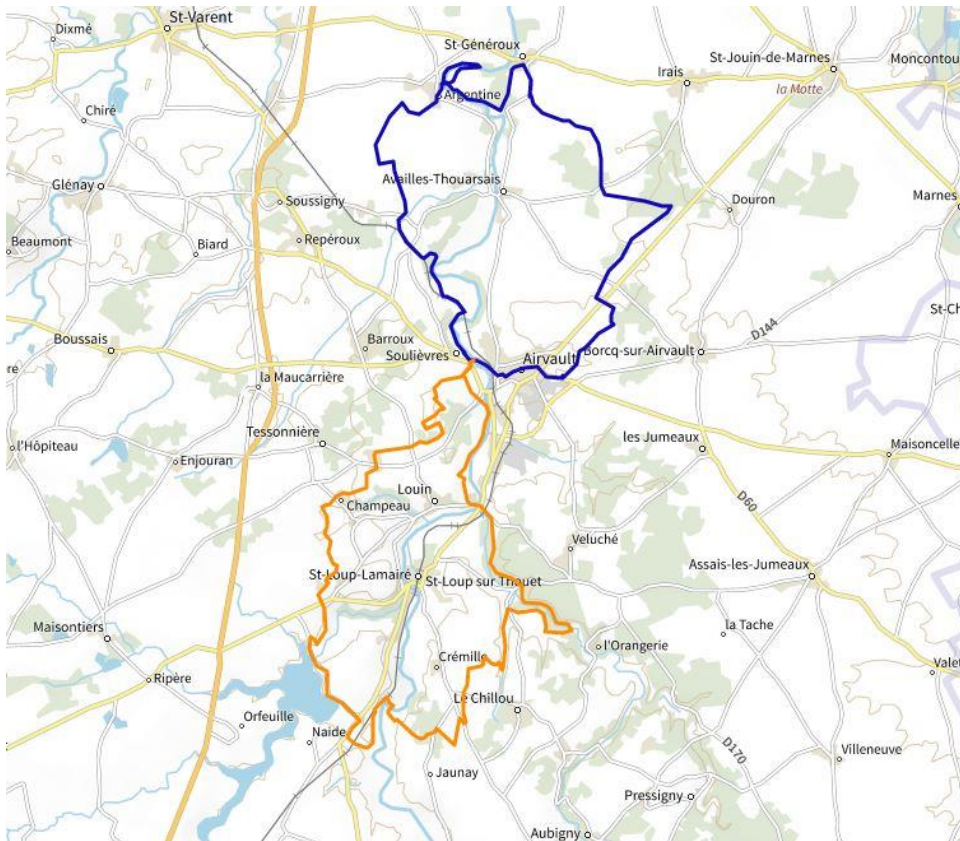 Dixmé
St-Varent
St-Généroux
St-Jouin-de-Marnes
Moncontou
Irais
la Motte
Argentine
Chiré
Glénay
Availles-Thouarsais
Soussigny
Douron
Marnes
Beaumont
Biard
Repéroux
St-Ch
D144
Boussais
Barroux
Soulièvres
Airvault
Borcq-sur-Airvault
ère
la Maucarrière
l'Hôpiteau
Tessonnière
les Jumeaux
Maisoncelle
Enjouran
Louin
Champeau
D60
Veluché
St-Loup-Lamairé
St-Loup sur Thouet
Assais-les-Jumeaux
Maisontiers
la Tache
l'Orangerie
Crémille
Valet
Ripère
Le Chillou
Orfeuille
Naide
D170
Villeneuve
Jaunay
Pressigny
Aubigny